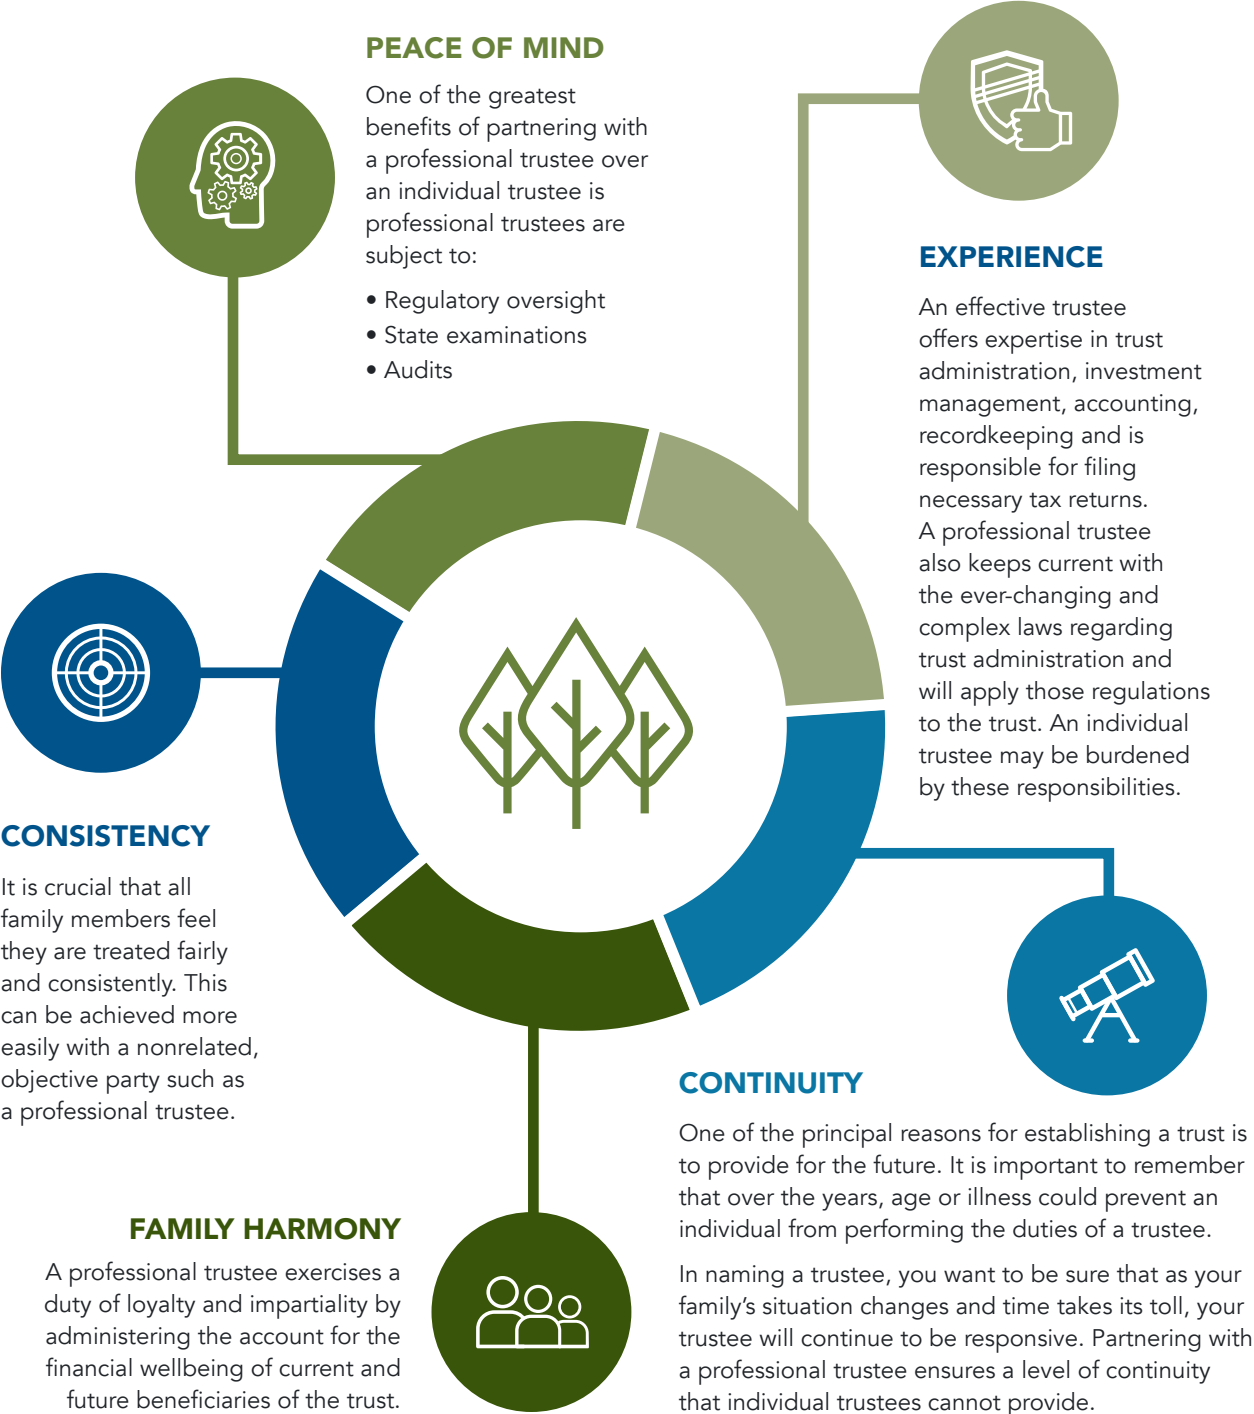 PEACE OF MIND
One of the greatest
benefits of partnering with
a professional trustee over
an individual trustee is
professional trustees are
subject to:
• Regulatory oversight
• State examinations
• Audits
EXPERIENCE
An effective trustee
offers expertise in trust
administration, investment
management, accounting,
recordkeeping and is
responsible for filing
necessary tax returns.
A professional trustee
also keeps current with
the ever-changing and
complex laws regarding
trust administration and
will apply those regulations
to the trust. An individual
trustee may be burdened
by these responsibilities.
CONSISTENCY
It is crucial that all
family members feel
they are treated fairly
and consistently. This
can be achieved more
easily with a nonrelated,
objective party such as
a professional trustee.
CONTINUITY
One of the principal reasons for establishing a trust is
to provide for the future. It is important to remember
that over the years, age or illness could prevent an
individual from performing the duties of a trustee.
In naming a trustee, you want to be sure that as your
family’s situation changes and time takes its toll, your
trustee will continue to be responsive. Partnering with
a professional trustee ensures a level of continuity
that individual trustees cannot provide.
FAMILY HARMONY
A professional trustee exercises a
duty of loyalty and impartiality by
administering the account for the
financial wellbeing of current and
future beneficiaries of the trust.